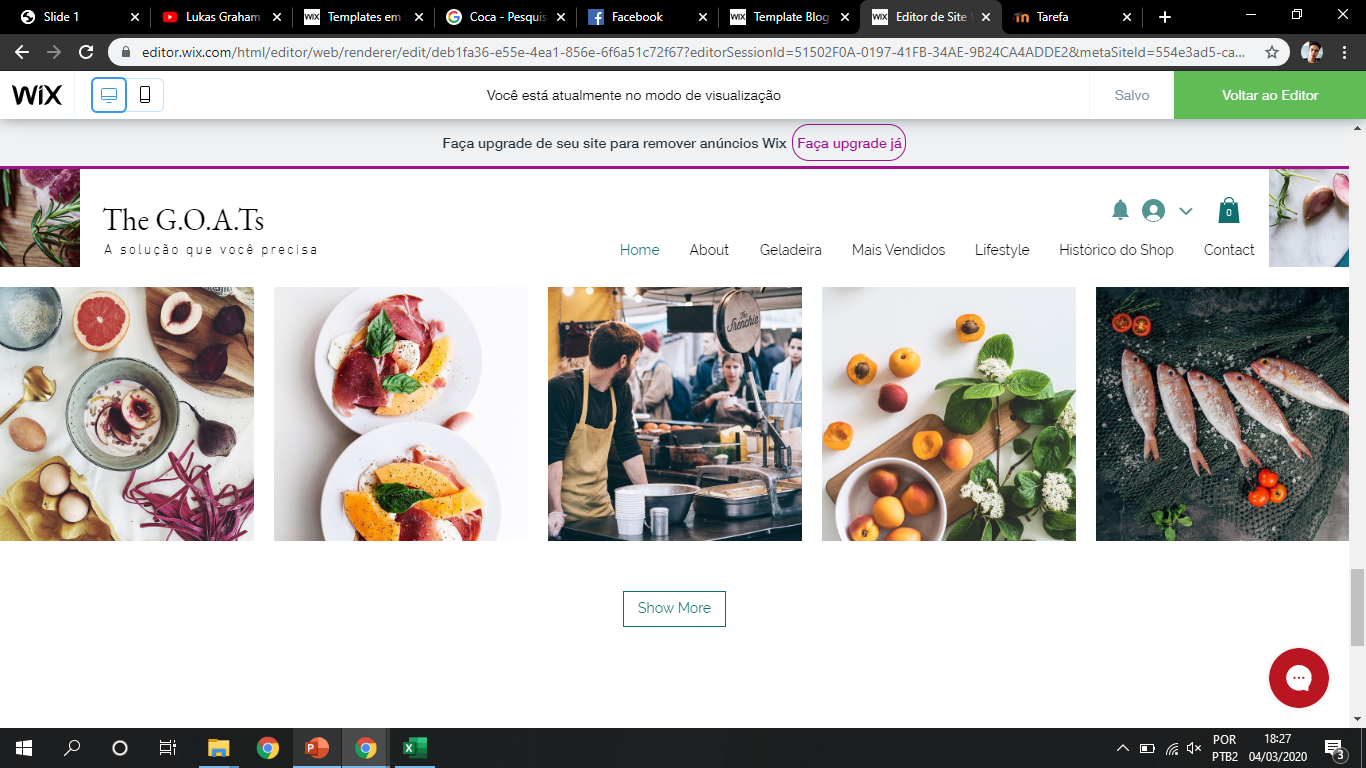 Slide 1
Lukas Graham
Templates em
Coca - Pesquis
Facebook
Template Blog
Editor de Site W
Tarefa
editor.wix.com/html/editor/web/renderer/edit/deb1fa36-e55e-4ea1-856e-6f6a51c72f67?editorSessionId=51502F0A-0197-41FB-34AE-9B24CA4ADDE2&metaSiteId=554e3ad5-ca...
WiX
Você está atualmente no modo de visualização
Salvo
Voltar ao Editor
Faça upgrade de seu site para remover anúncios Wix
Faça upgrade já
The G.O.A.Ts
A solução que você precisa
0
Home
About
Geladeira
Mais Vendidos
Lifestyle
Histórico do Shop
Contact
The
Frenchie
Show More
POR
PTB2
18:27
04/03/2020
3